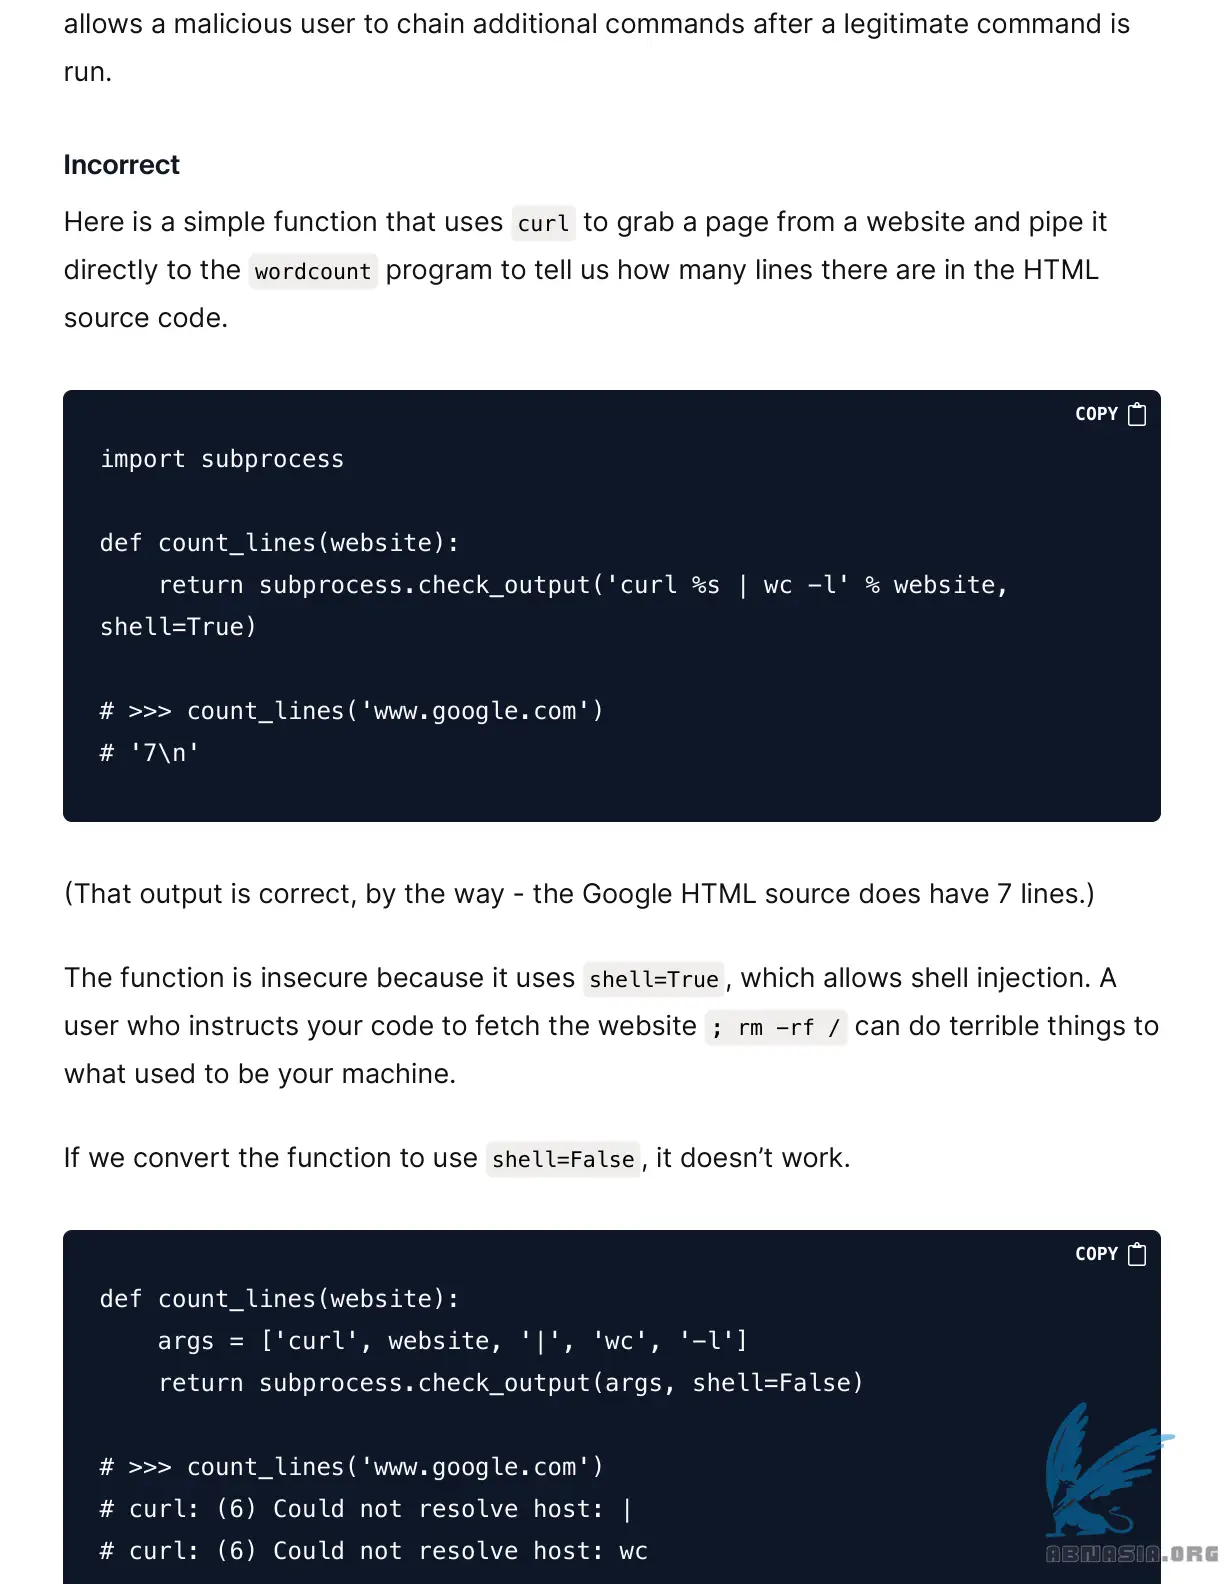 allows a malicious user to chain additional commands after a legitimate command is
run.
Incorrect
Here is a simple function that uses curl to grab a page from a website and pipe it
directly to the wordcount program to tell us how many lines there are in the HTML
source code.
COPY
import subprocess
def count_lines(website):
    return subprocess.check_output('curl %s | wc -l' % website,
shell=True)
# >>> count_lines('www.google.com')
# '7\n'
(That output is correct, by the way - the Google HTML source does have 7 lines.)
The function is insecure because it uses shell=True, which allows shell injection. A
user who instructs your code to fetch the website ; rm -rf / can do terrible things to
what used to be your machine.
If we convert the function to use shell=False, it doesn’t work.
COPY
def count_lines(website):
    args = ['curl', website, '|', 'wc', '-l']
    return subprocess.check_output(args, shell=False)
# >>> count_lines('www.google.com')
# curl: (6) Could not resolve host: |
# curl: (6) Could not resolve host: wc
ABMASIA.ORG